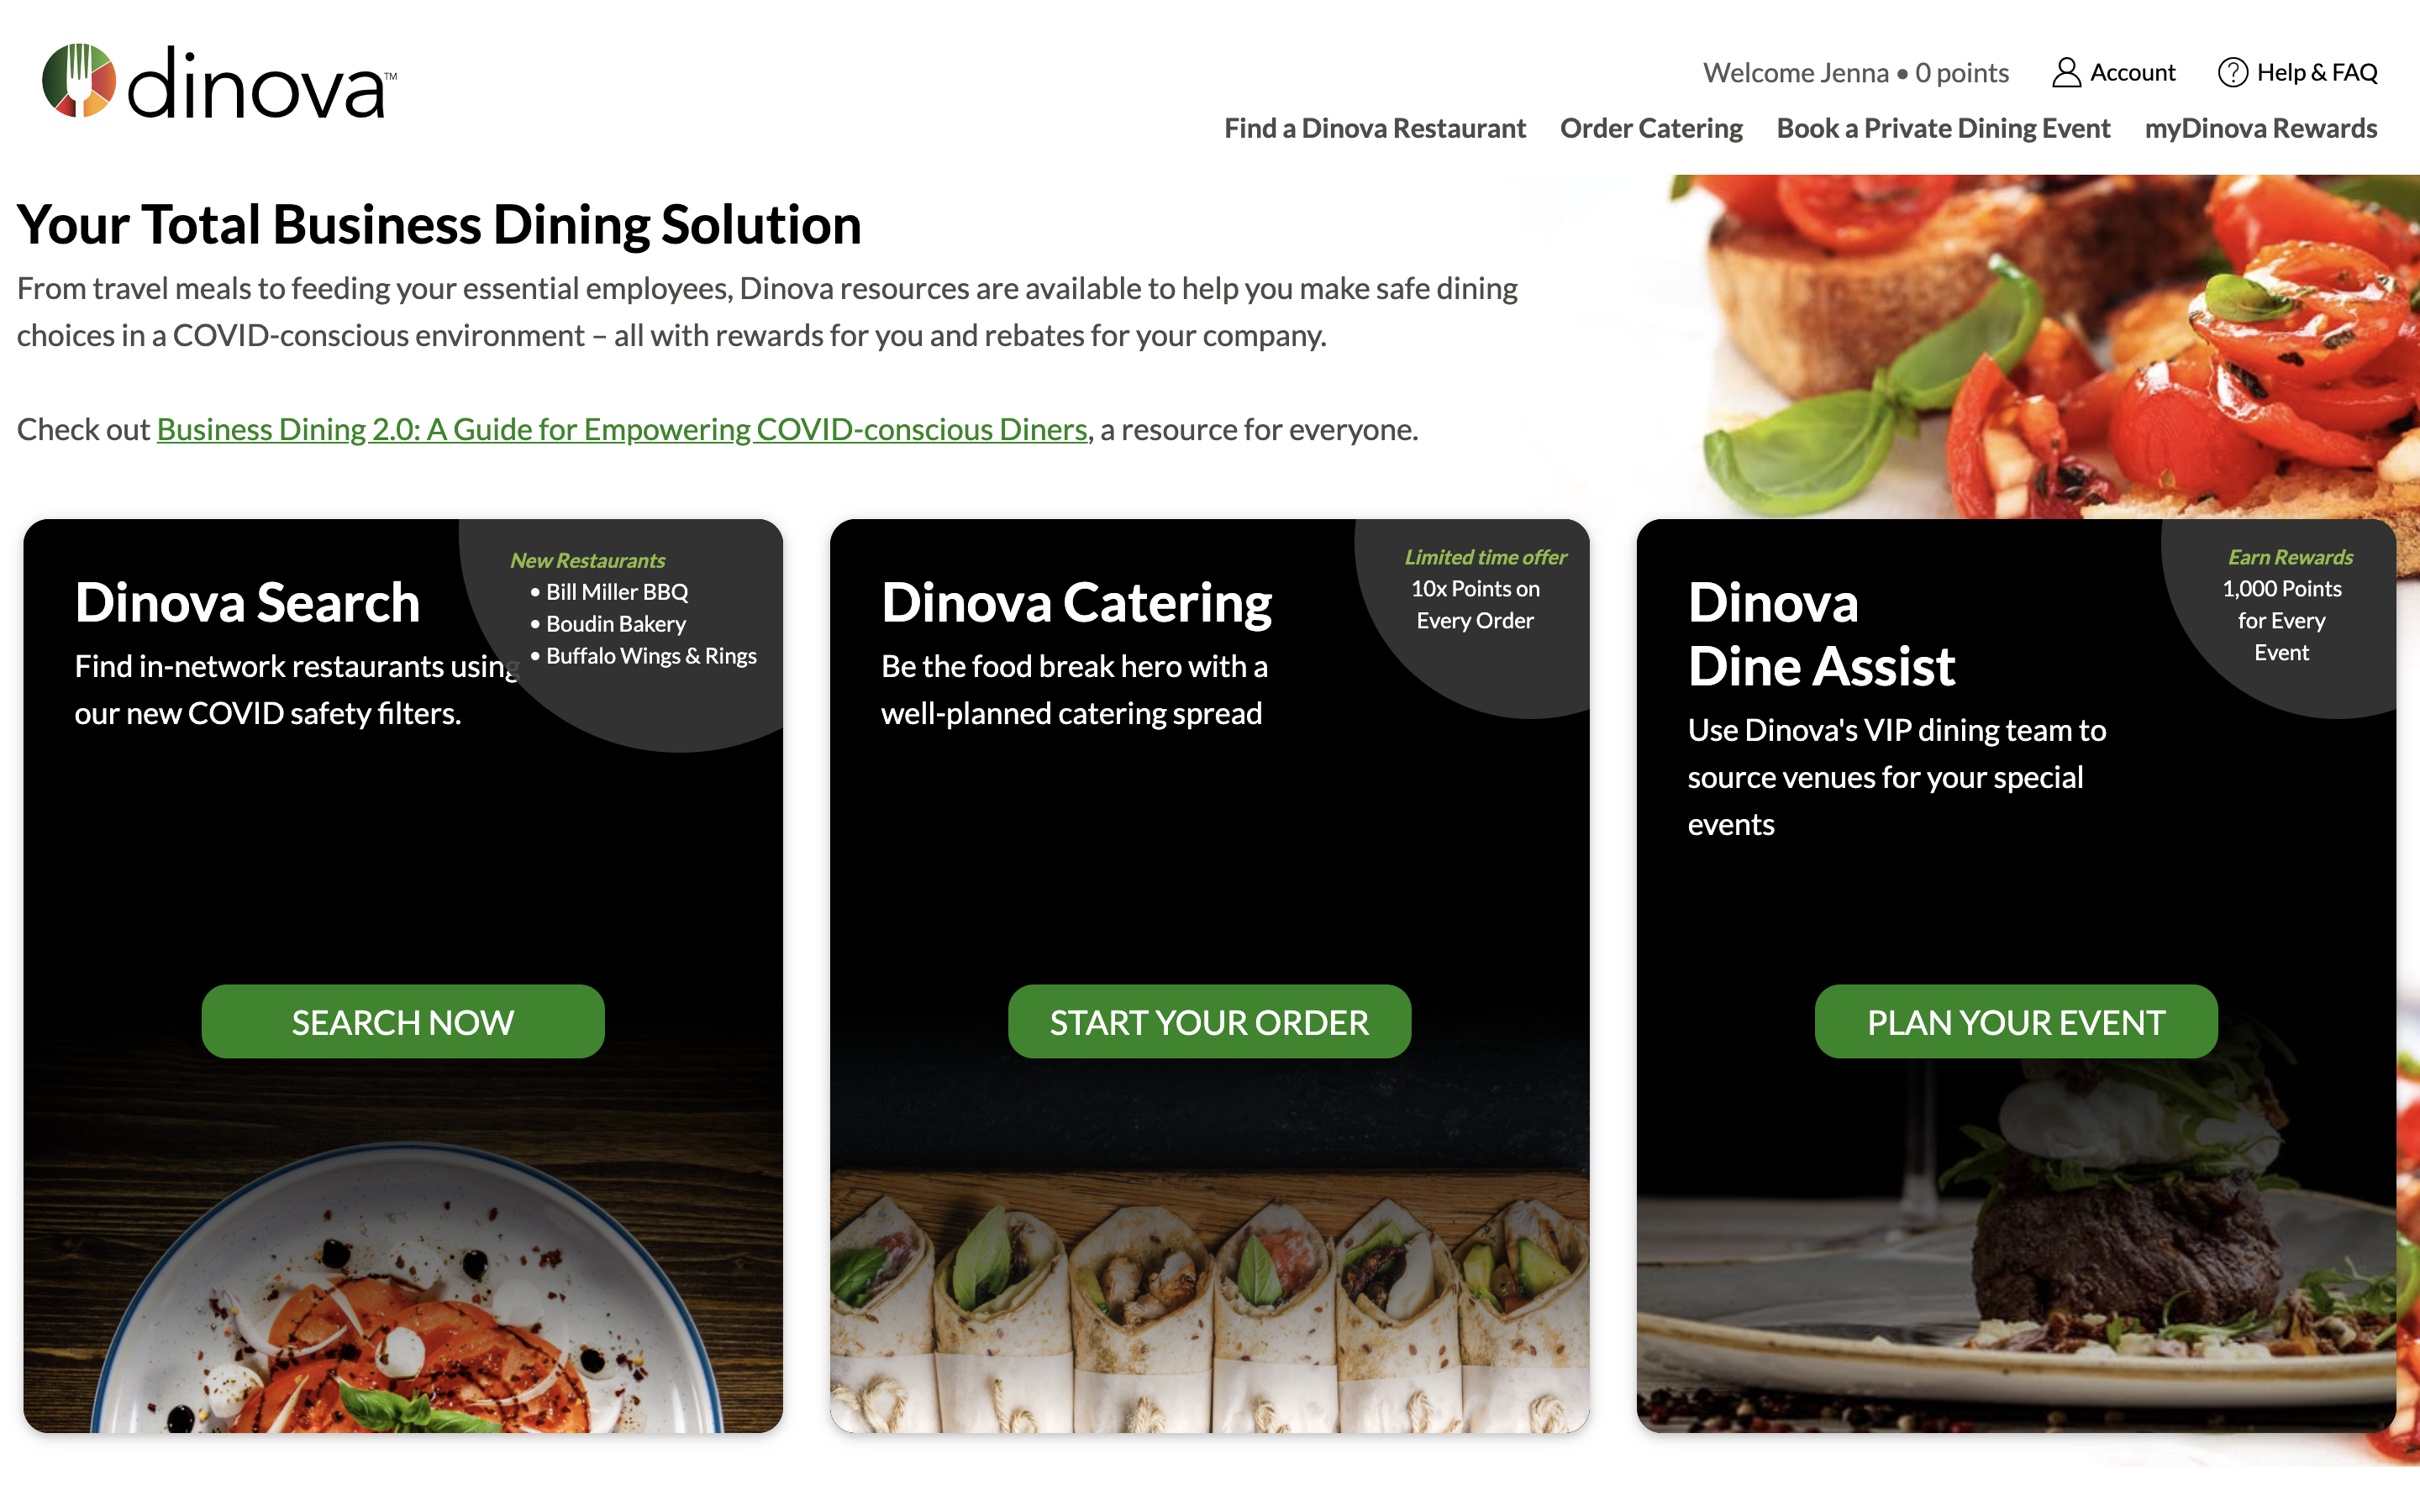 dinova™
Welcome Jenna • 0 points
Account
Help & FAQ
Find a Dinova Restaurant
Order Catering
Book a Private Dining Event
myDinova Rewards
Your Total Business Dining Solution
From travel meals to feeding your essential employees, Dinova resources are available to help you make safe dining
choices in a COVID-conscious environment – all with rewards for you and rebates for your company.
Check out Business Dining 2.0: A Guide for Empowering COVID-conscious Diners, a resource for everyone.
Dinova Search
Find in-network restaurants using
our new COVID safety filters.
New Restaurants
• Bill Miller BBQ
• Boudin Bakery
• Buffalo Wings & Rings
SEARCH NOW
Dinova Catering
Be the food break hero with a
well-planned catering spread
Limited time offer
10x Points on
Every Order
START YOUR ORDER
Dinova
Dine Assist
Use Dinova's VIP dining team to
source venues for your special
events
Earn Rewards
1,000 Points
for Every
Event
PLAN YOUR EVENT